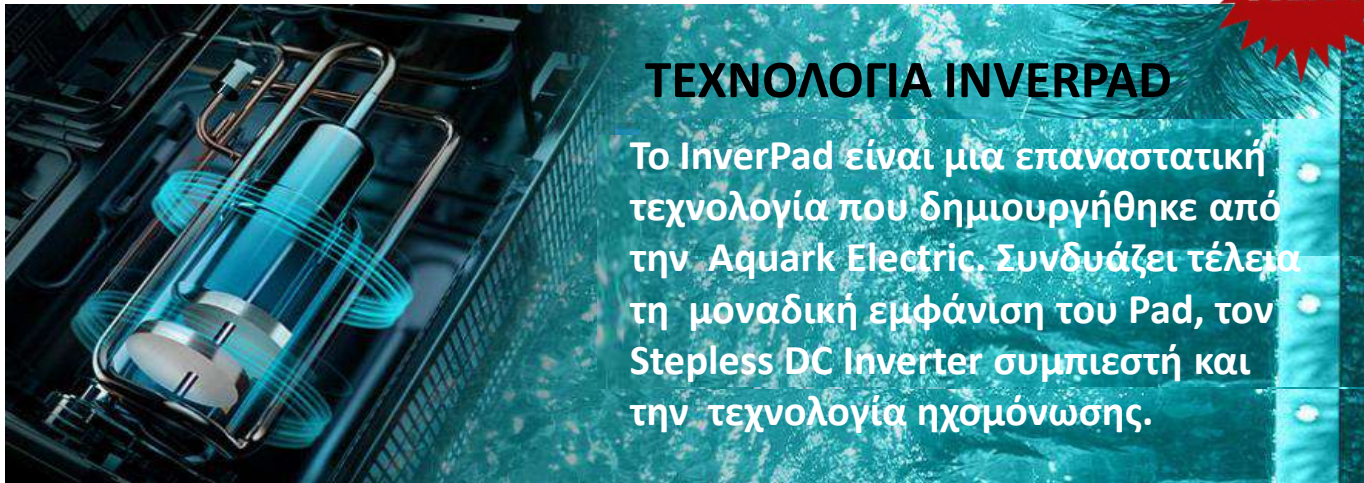 ΤΕΧΝΟΛΟΓΙΑ INVERPAD
Το InverPad είναι μια επαναστατική
τεχνολογία που δημιουργήθηκε από
την Aquark Electric. Συνδυάζει τέλεια
τη μοναδική εμφάνιση του Pad, τον
Stepless DC Inverter συμπιεστή και
την τεχνολογία ηχομόνωσης.